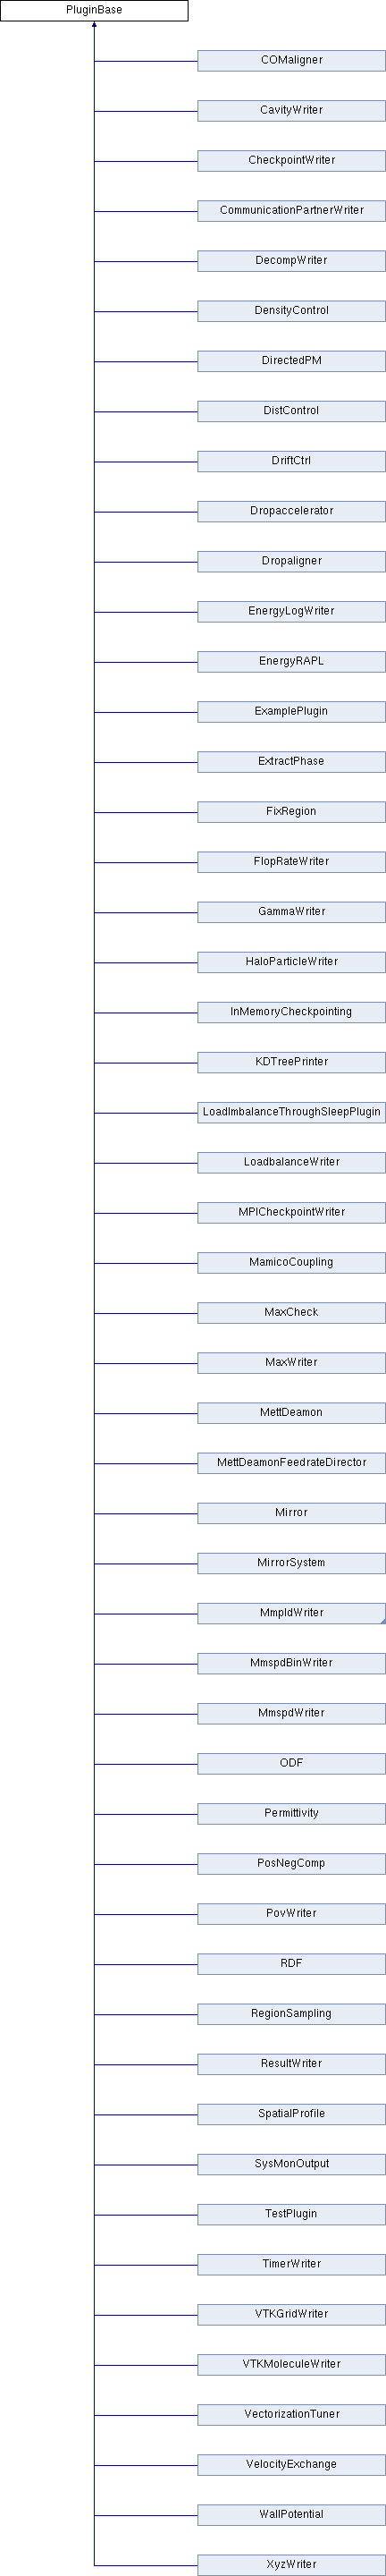 PluginBase
COMaligner
CavityWriter
CheckpointWriter
CommunicationPartnerWriter
DecompWriter
DensityControl
DirectedPM
DistControl
DriftCtrl
Dropaccelerator
Dropaligner
EnergyLogWriter
EnergyRAPL
ExamplePlugin
ExtractPhase
FixRegion
FlopRateWriter
GammaWriter
HaloParticleWriter
InMemoryCheckpointing
KDTreePrinter
LoadImbalanceThroughSleepPlugin
LoadbalanceWriter
MPICheckpointWriter
MamicoCoupling
MaxCheck
MaxWriter
MettDeamon
MettDeamonFeedrateDirector
Mirror
MirrorSystem
MmpldWriter
MmspdBinWriter
MmspdWriter
ODF
Permittivity
PosNegComp
PovWriter
RDF
RegionSampling
ResultWriter
SpatialProfile
SysMonOutput
TestPlugin
TimerWriter
VTKGridWriter
VTKMoleculeWriter
VectorizationTuner
VelocityExchange
WallPotential
XyzWriter